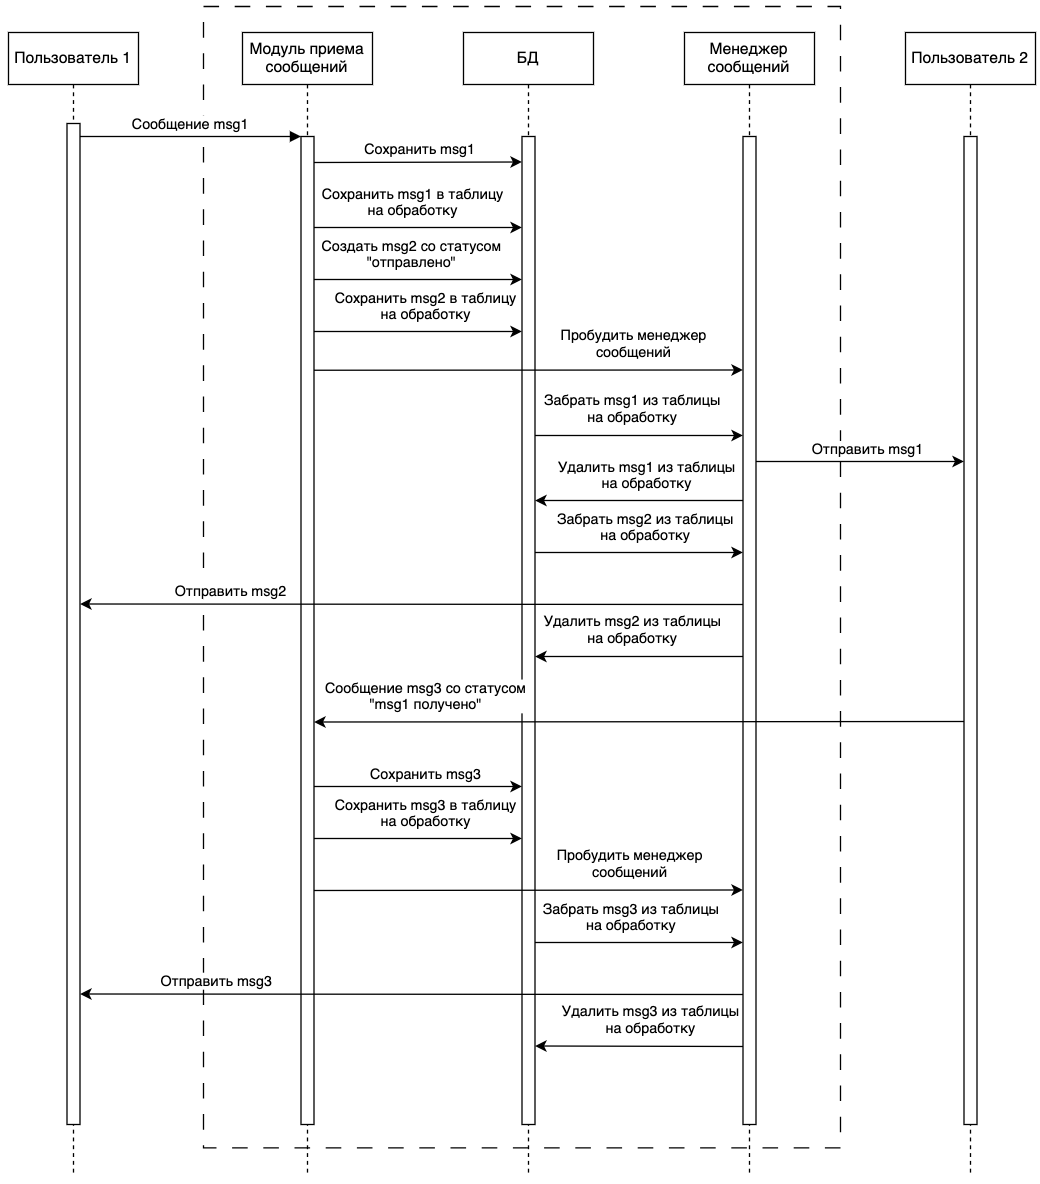 Пользователь 1
Модуль приема
сообщений
БД
Менеджер
сообщений
Пользователь 2
Сообщение msg1
Сохранить msg1
Сохранить msg1 в таблицу
на обработку
Создать msg2 со статусом
"отправлено"
Сохранить msg2 в таблицу
на обработку
Пробудить менеджер
сообщений
Забрать msg1 из таблицы
на обработку
Отправить msg1
Удалить msg1 из таблицы
на обработку
Забрать msg2 из таблицы
на обработку
Отправить msg2
Удалить msg2 из таблицы
на обработку
Сообщение msg3 со статусом
"msg1 получено"
Сохранить msg3
Сохранить msg3 в таблицу
на обработку
Пробудить менеджер
сообщений
Забрать msg3 из таблицы
на обработку
Отправить msg3
Удалить msg3 из таблицы
на обработку